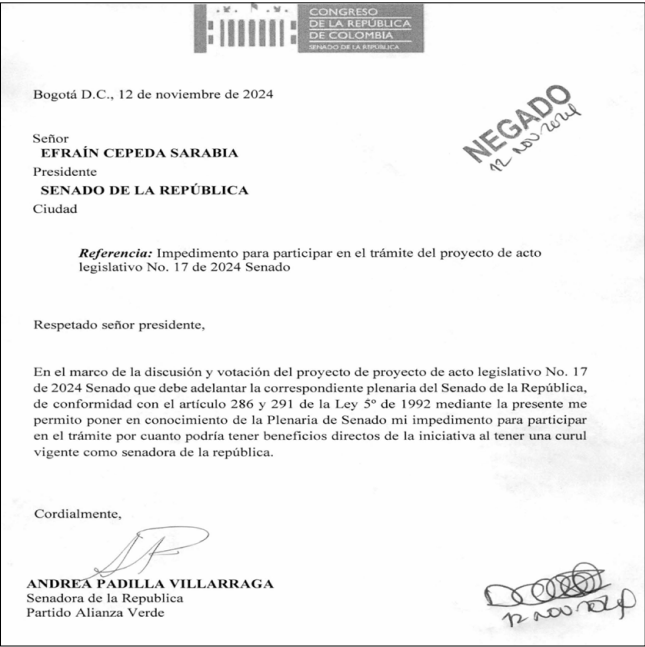 CONGRESO
DE LA REPÚBLICA
DE COLOMBIA
SENADO DE LA REPÚBLICA
Bogotá D.C., 12 de noviembre de 2024
NEGADO
12 NOV 2024
Señor
EFRAÍN CEPEDA SARABIA
Presidente
SENADO DE LA REPÚBLICA
Ciudad
Referencia: Impedimento para participar en el trámite del proyecto de acto
legislativo No. 17 de 2024 Senado
Respetado señor presidente,
En el marco de la discusión y votación del proyecto de proyecto de acto legislativo No. 17
de 2024 Senado que debe adelantar la correspondiente plenaria del Senado de la República,
de conformidad con el artículo 286 y 291 de la Ley 5º de 1992 mediante la presente me
permito poner en conocimiento de la Plenaria de Senado mi impedimento para participar
en el trámite por cuanto podría tener beneficios directos de la iniciativa al tener una curul
vigente como senadora de la república.
Cordialmente,
ANDREA PADILLA VILLARRAGA
Senadora de la Republica
Partido Alianza Verde
12 NOV 2024